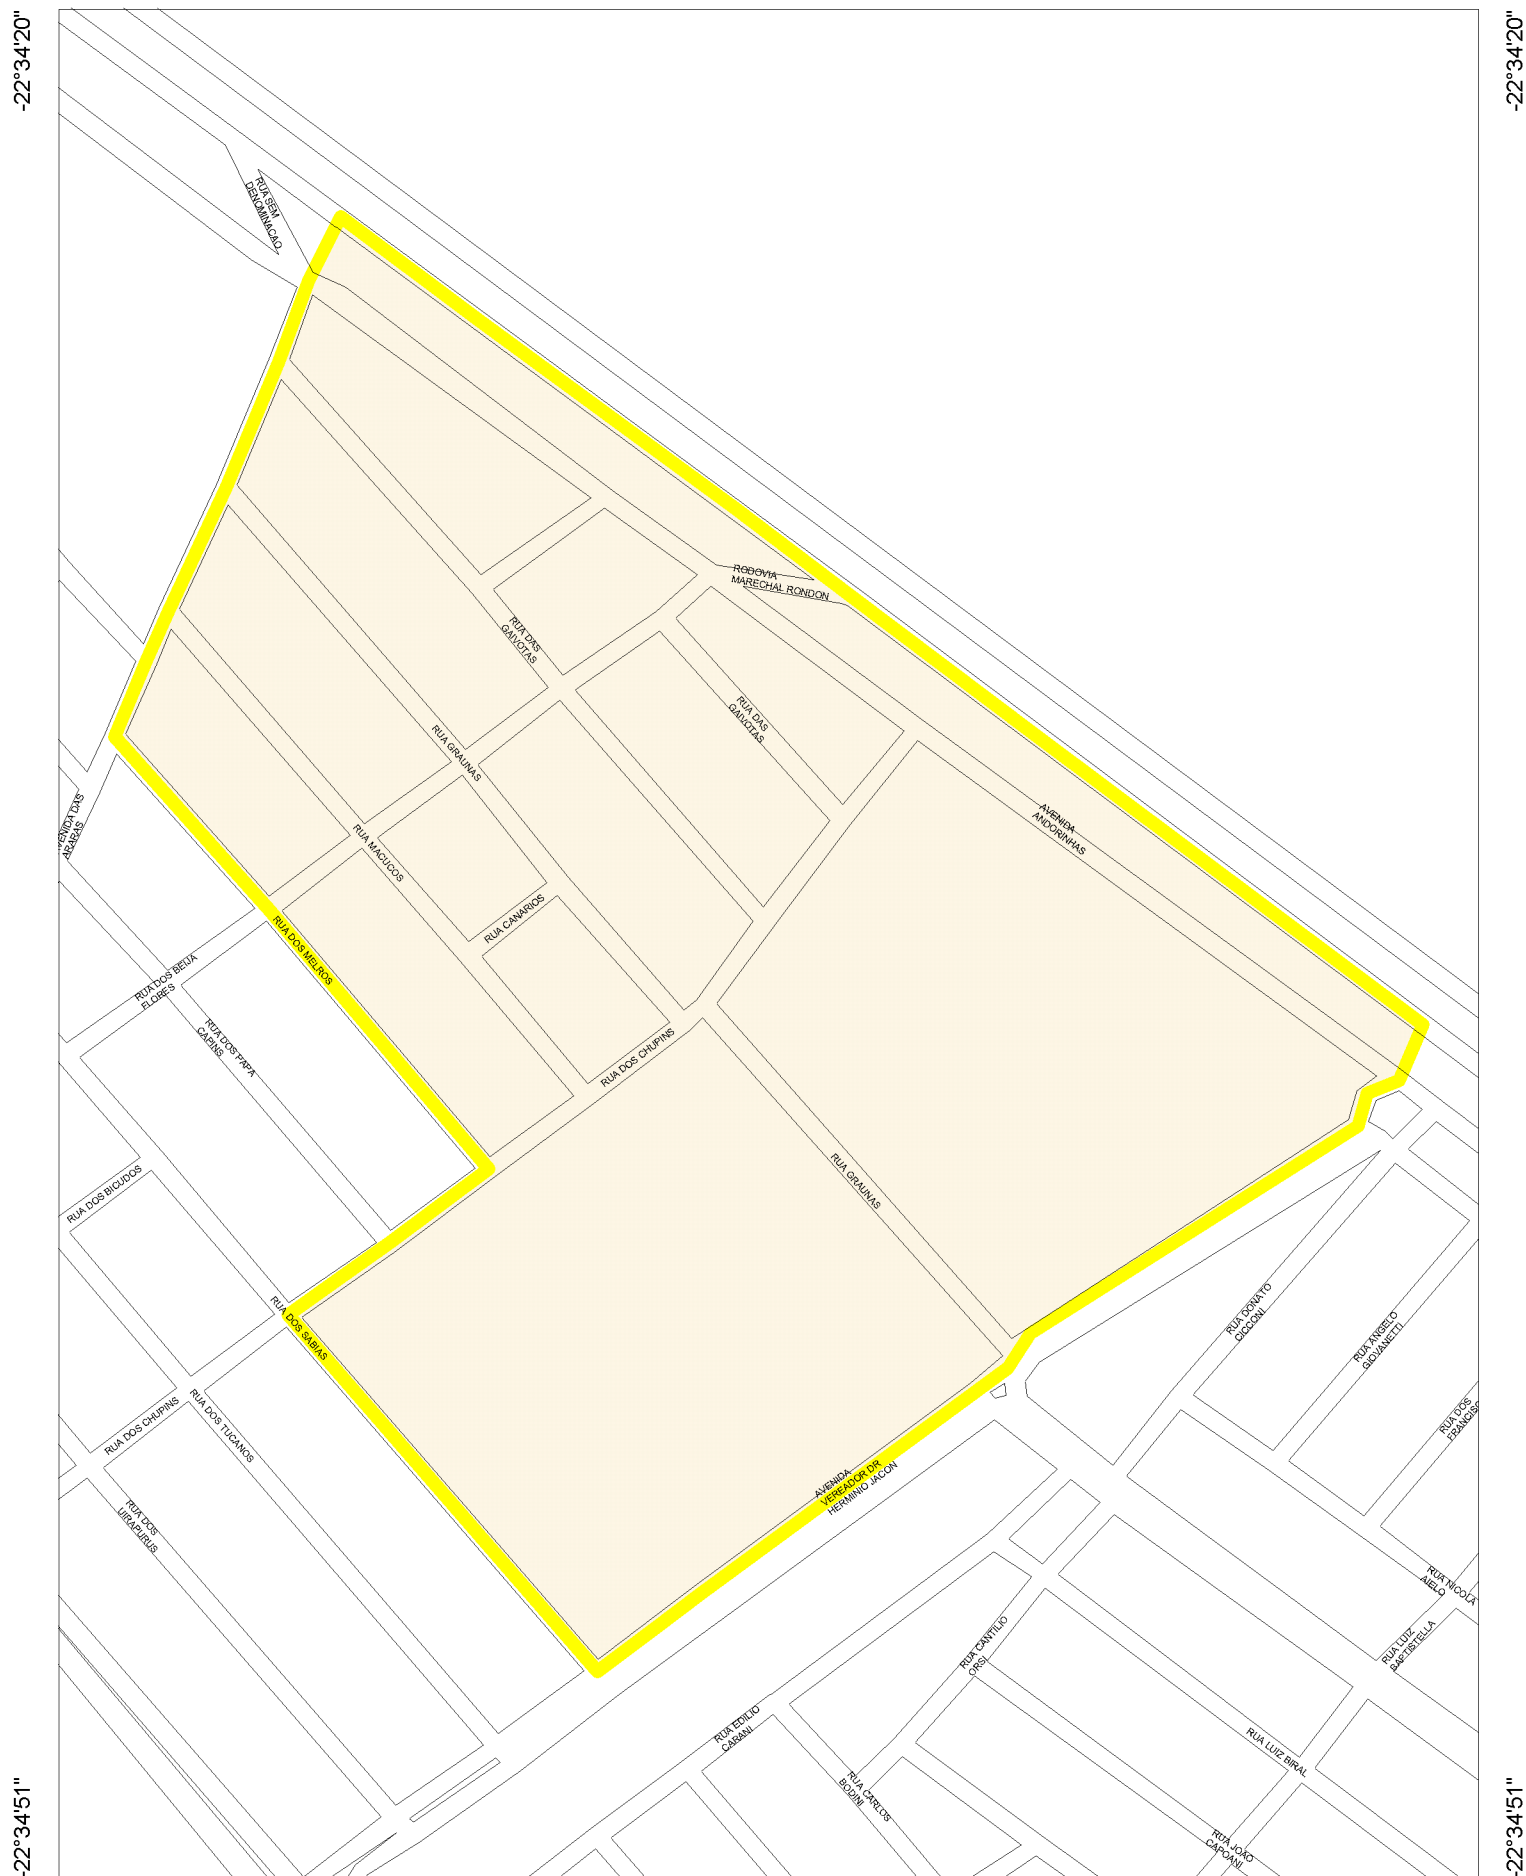 -22°34'20"
-22°34'20"
RUA SEM
DENOMINACAO
RODOVIA
MARECHAL RONDON
RUA DAS
GAIVOTAS
RUA DAS
GAIVOTAS
RUA GRAUNAS
AVENIDA
ANDORINHAS
ARARAS
RUA MACUCOS
RUA CANARIOS
RUA DOS MELROS
RUA DOS BEIJA
FLORES
RUA DOS PAPA
CAPINS
RUA DOS CHUPINS
RUA GRAUNAS
RUA DOS BICUDOS
RUA DOS SABIAS
RUA DONATO
CICCONI
RUA ANGELO
GIOVANETTI
RUA DOS
FRANCISC
RUA DOS CHUPINS
RUA DOS TUCANOS
AVENIDA
VEREADOR DR
HERMINIO JACON
RUA DOS
UIRAPURUS
RUA NICOLA
AIELO
RUA LUIZ
BAPTISTELLA
RUA CANTILIO
ORSI
RUA EDILIO
CARANI
RUA LUIZ BIRAL
RUA CARLOS
BODINI
RUA JOÃO
CAPOANI
-22°34'51"
-22°34'51"